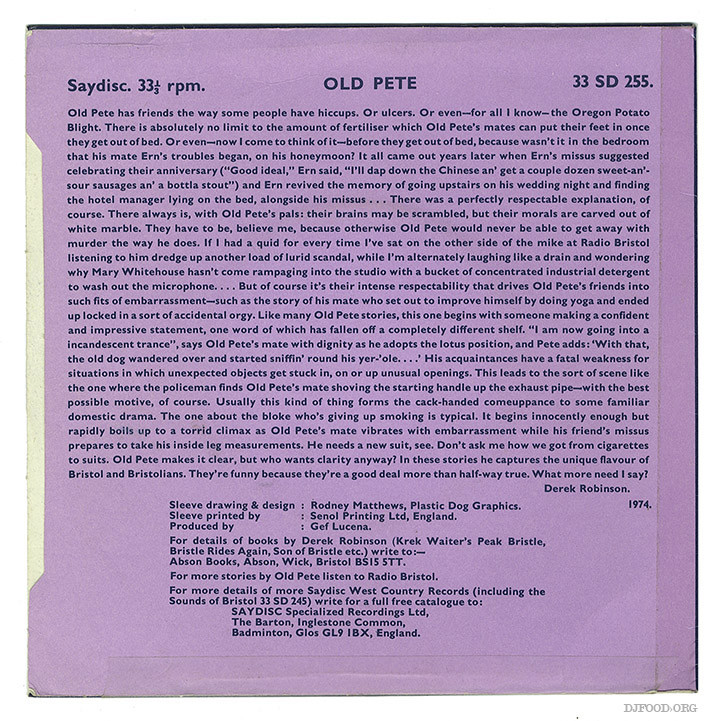 Saydisc. 33⅓ rpm. OLD PETE 33 SD 255.
Old Pete has friends the way some people have hiccups. Or ulcers. Or even—for all I know—the Oregon Potato
Blight. There is absolutely no limit to the amount of fertiliser which Old Pete's mates can put their feet in once
they get out of bed. Or even—now I come to think of it—before they get out of bed, because wasn't it in the bedroom
that his mate Ern's troubles began, on his honeymoon? It all came out years later when Ern's missus suggested
celebrating their anniversary ("Good ideal," Ern said, "I'll dap down the Chinese an' get a couple dozen sweet-an'-
sour sausages an' a bottla stout") and Ern revived the memory of going upstairs on his wedding night and finding
the hotel manager lying on the bed, alongside his missus . . . There was a perfectly respectable explanation, of
course. There always is, with Old Pete's pals: their brains may be scrambled, but their morals are carved out of
white marble. They have to be, believe me, because otherwise Old Pete would never be able to get away with
murder the way he does. If I had a quid for every time I've sat on the other side of the mike at Radio Bristol
listening to him dredge up another load of lurid scandal, while I'm alternately laughing like a drain and wondering
why Mary Whitehouse hasn't come rampaging into the studio with a bucket of concentrated industrial detergent
to wash out the microphone. . . . But of course it's their intense respectability that drives Old Pete's friends into
such fits of embarrassment—such as the story of his mate who set out to improve himself by doing yoga and ended
up locked in a sort of accidental orgy. Like many Old Pete stories, this one begins with someone making a confident
and impressive statement, one word of which has fallen off a completely different shelf. "I am now going into a
incandescent trance", says Old Pete's mate with dignity as he adopts the lotus position, and Pete adds: 'With that,
the old dog wandered over and started sniffin' round his yer-'ole. . . .' His acquaintances have a fatal weakness for
situations in which unexpected objects get stuck in, on or up unusual openings. This leads to the sort of scene like
the one where the policeman finds Old Pete's mate shoving the starting handle up the exhaust pipe—with the best
possible motive, of course. Usually this kind of thing forms the cack-handed comeuppance to some familiar
domestic drama. The one about the bloke who's giving up smoking is typical. It begins innocently enough but
rapidly boils up to a torrid climax as Old Pete's mate vibrates with embarrassment while his friend's missus
prepares to take his inside leg measurements. He needs a new suit, see. Don't ask me how we got from cigarettes
to suits. Old Pete makes it clear, but who wants clarity anyway? In these stories he captures the unique flavour of
Bristol and Bristolians. They're funny because they're a good deal more than half-way true. What more need I say?
Derek Robinson.
Sleeve drawing & design : Rodney Matthews, Plastic Dog Graphics. 1974.
Sleeve printed by : Senol Printing Ltd, England.
Produced by : Gef Lucena.
For details of books by Derek Robinson (Krek Waiter's Peak Bristle,
Bristle Rides Again, Son of Bristle etc.) write to:—
Abson Books, Abson, Wick, Bristol BS15 5TT.
For more stories by Old Pete listen to Radio Bristol.
For more details of more Saydisc West Country Records (including the
Sounds of Bristol 33 SD 245) write for a full free catalogue to:
SAYDISC Specialized Recordings Ltd,
The Barton, Inglestone Common,
Badminton, Glos GL9 1BX, England.
DJFOOD.ORG